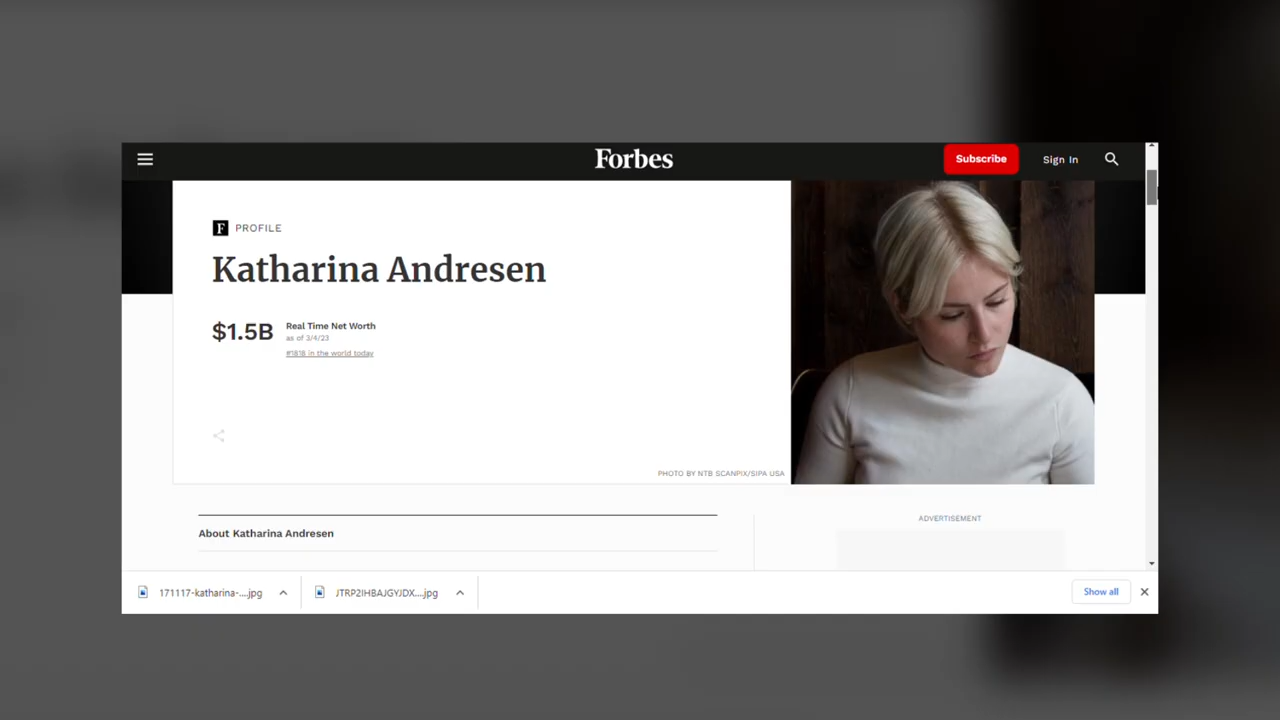 Forbes
Subscribe
Sign In
F PROFILE
Katharina Andresen
$1.5B
Real Time Net Worth
as of 3/4/23
#1818 in the world today
PHOTO BY NTB SCANPIX/SIPA USA
About Katharina Andresen
ADVERTISEMENT
171117-katharina-....jpg
JTRP2IHBAJGYJDX....jpg
Show all